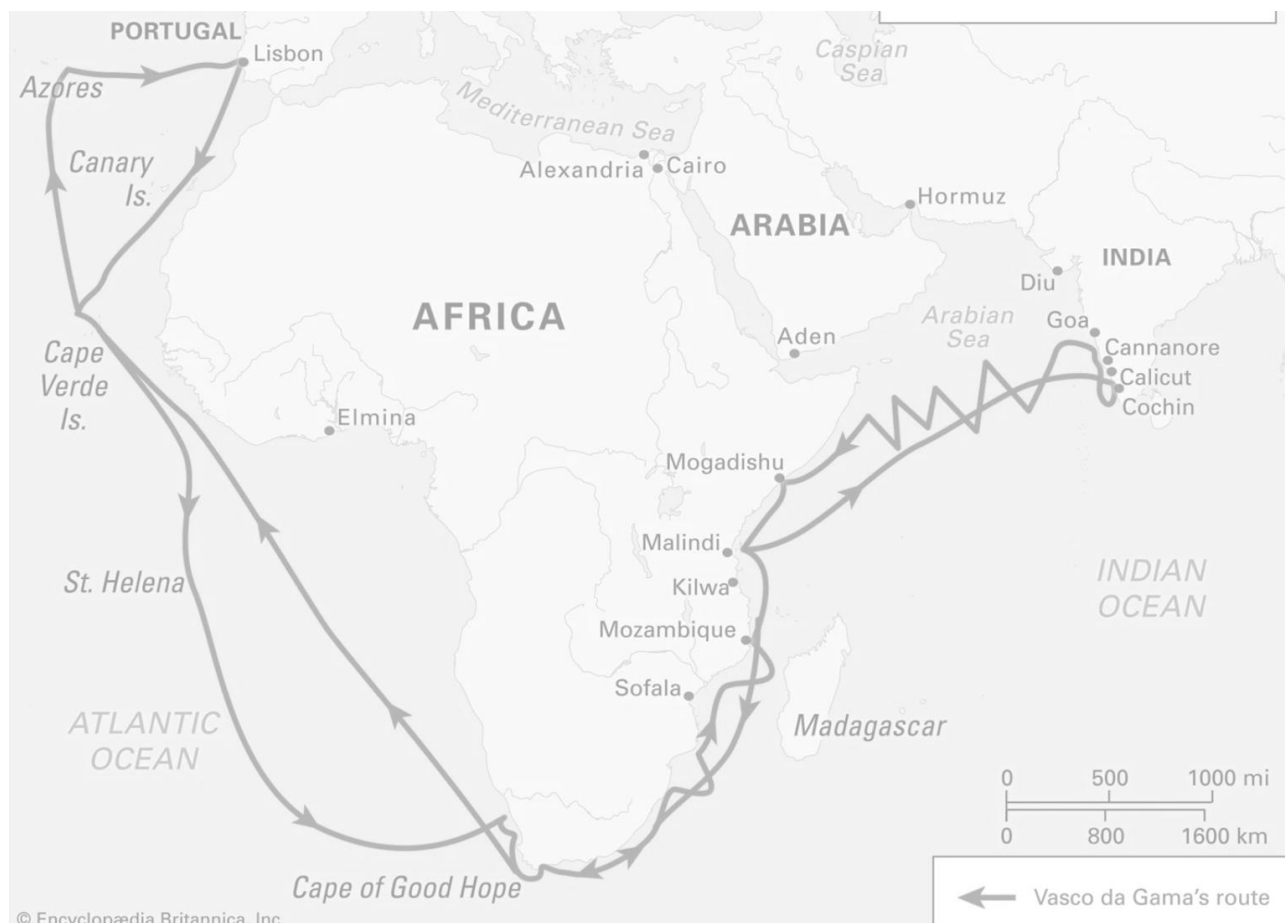 PORTUGAL
Lisbon
Caspian
Sea
Azores
Mediterranean Sea
Canary
Is.
Alexandria
Cairo
Hormuz
ARABIA
INDIA
Diu
AFRICA
Arabian
Sea
Goa
Aden
Cannanore
Cape
Verde
Is.
Calicut
Cochin
Elmina
Mogadishu
Malindi
St. Helena
Kilwa
INDIAN
OCEAN
Mozambique
Sofala
ATLANTIC
OCEAN
Madagascar
0 500 1000 mi
0 800 1600 km
Cape of Good Hope
Vasco da Gama's route
© Encyclopædia Britannica, Inc.